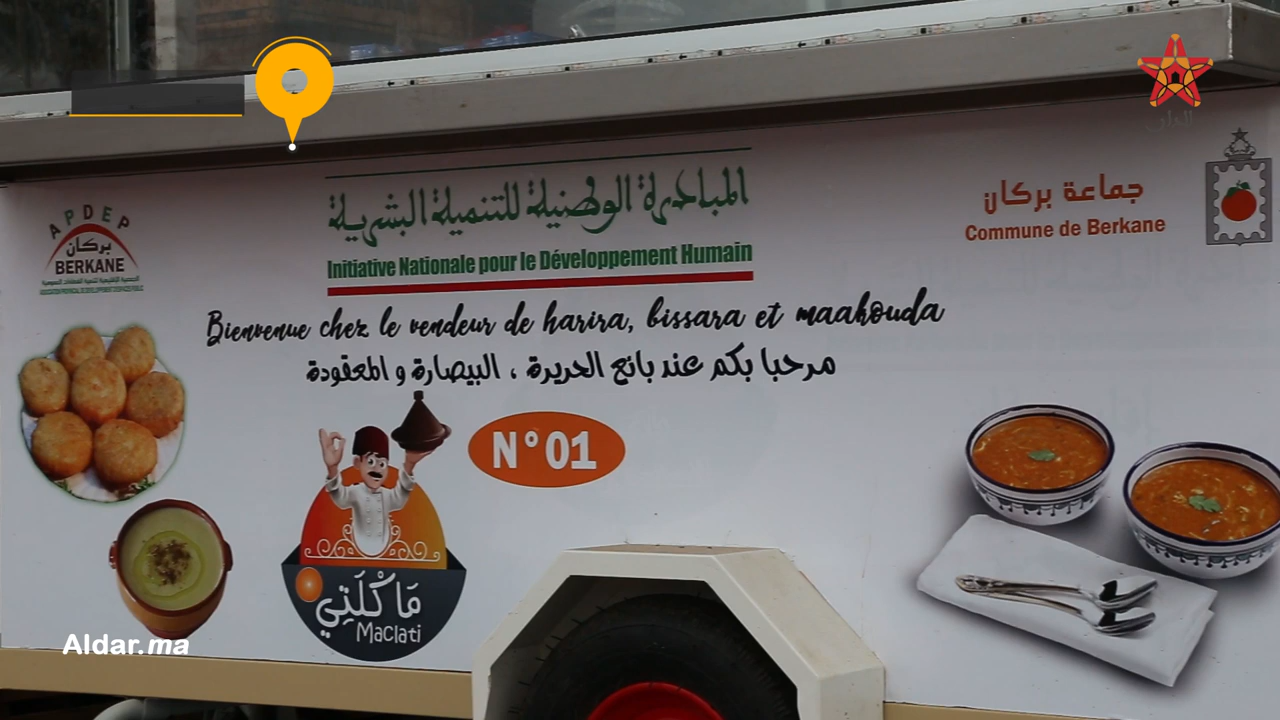 المبادرة الوطنية للتنمية البشرية
Initiative Nationale pour le Développement Humain
جماعة بركان
Commune de Berkane
APDEP
بركان
BERKANE
Bienvenue chez le vendeur de harira, bissara et maakouda
مرحبا بكم عند بائع الحريرة ، البيصارة و المعقودة
N°01
مَاكْلَتِي
Maclati
Aldar.ma